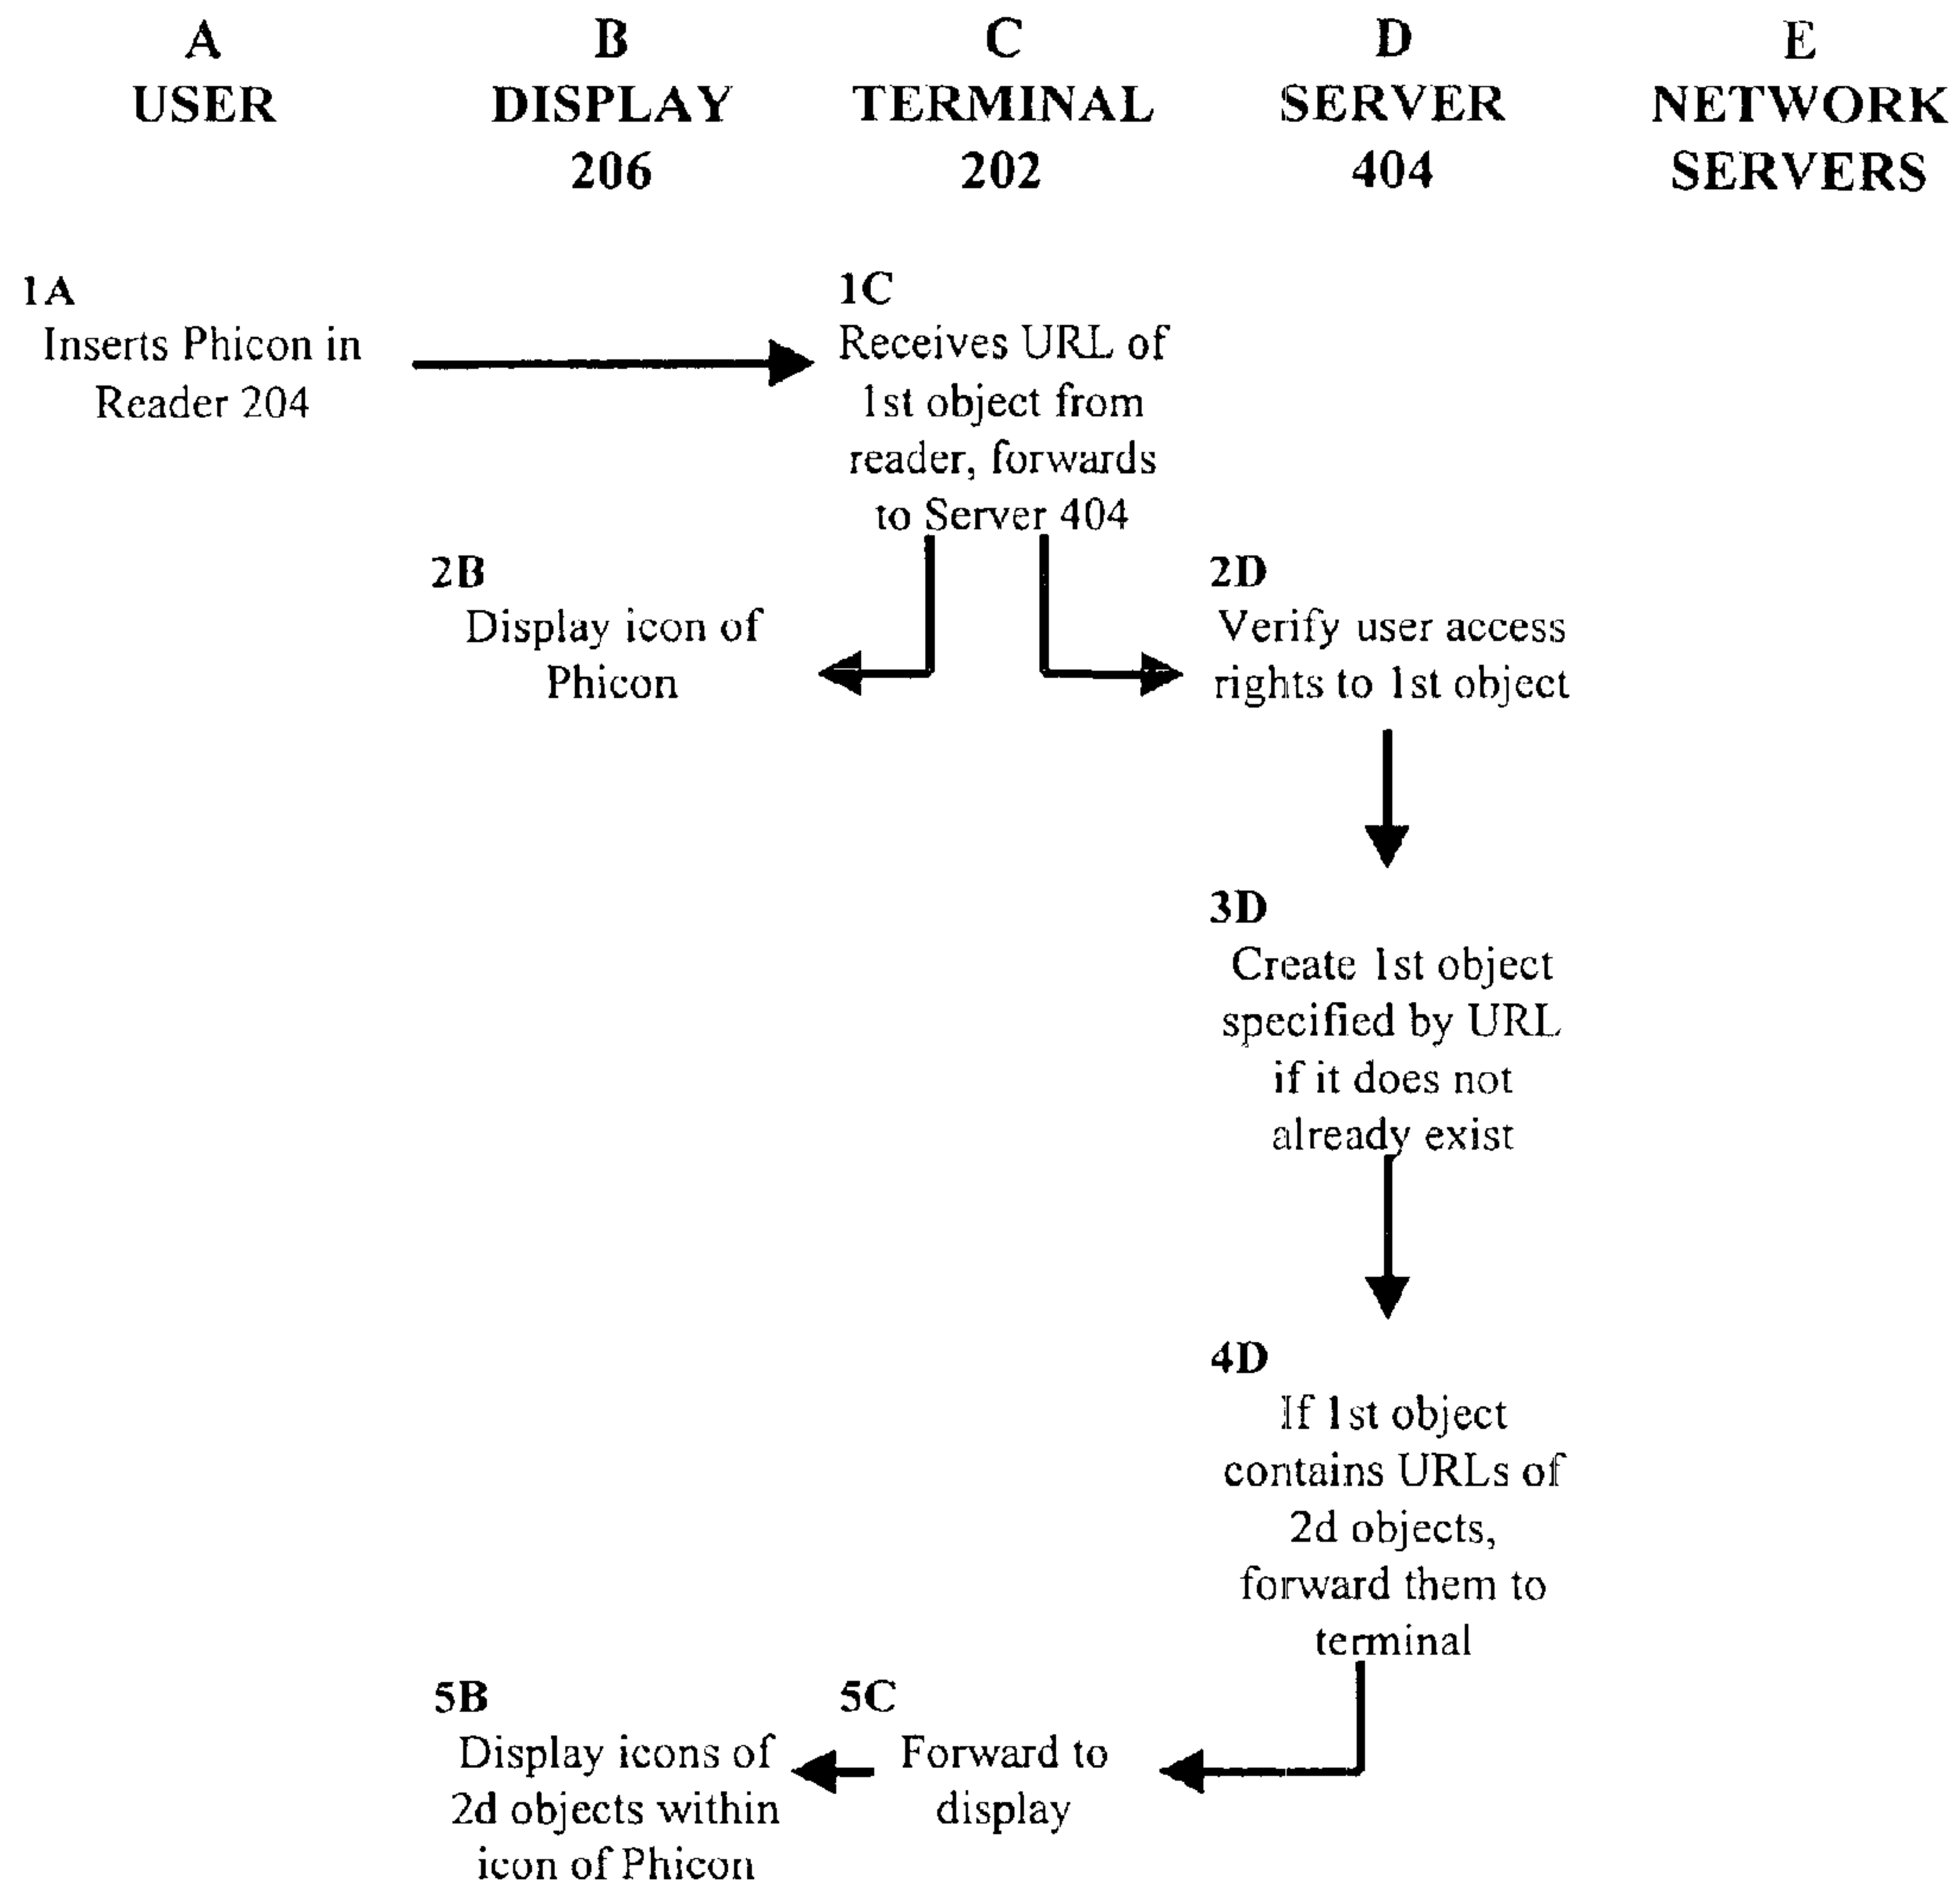 A
USER
B
DISPLAY
206
C
TERMINAL
202
D
SERVER
404
E
NETWORK
SERVERS
1A
Inserts Phicon in
Reader 204
1C
Receives URL of
1st object from
reader, forwards
to Server 404
2B
Display icon of
Phicon
2D
Verify user access
rights to 1st object
3D
Create 1st object
specified by URL
if it does not
already exist
4D
If 1st object
contains URLs of
2d objects,
forward them to
terminal
5B
Display icons of
2d objects within
icon of Phicon
5C
Forward to
display